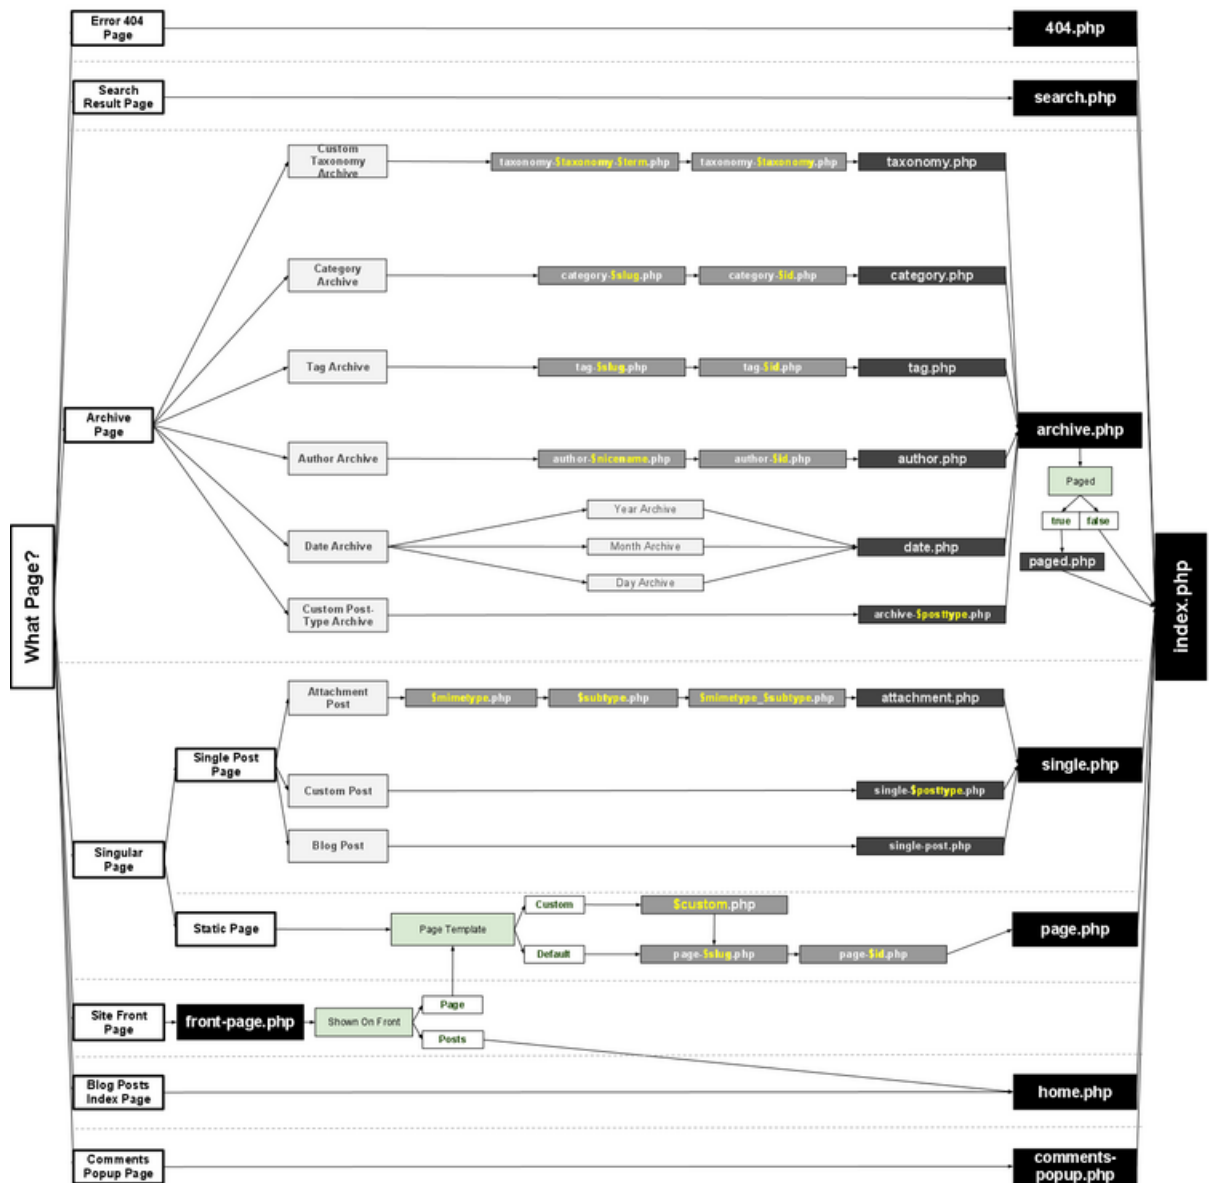 Error 404
Page
404.php
Search
Result Page
search.php
Custom
Taxonomy
Archive
taxonomy-$taxonomy-$term.php
taxonomy-$taxonomy.php
taxonomy.php
Category
Archive
category-$slug.php
category-$id.php
category.php
Tag Archive
tag-$slug.php
tag-$id.php
tag.php
Archive
Page
archive.php
Author Archive
author-$nicename.php
author-$id.php
author.php
Paged
true
false
paged.php
Year Archive
Date Archive
Month Archive
date.php
Day Archive
Custom Post-
Type Archive
archive-$posttype.php
What Page?
index.php
Attachment
Post
$mimetype.php
$subtype.php
$mimetype_$subtype.php
attachment.php
Single Post
Page
single.php
Custom Post
single-$posttype.php
Blog Post
single-post.php
Singular
Page
Static Page
Page Template
Custom
$custom.php
Default
page-$slug.php
page-$id.php
page.php
Site Front
Page
front-page.php
Shown On Front
Page
Posts
Blog Posts
Index Page
home.php
Comments
Popup Page
comments-
popup.php